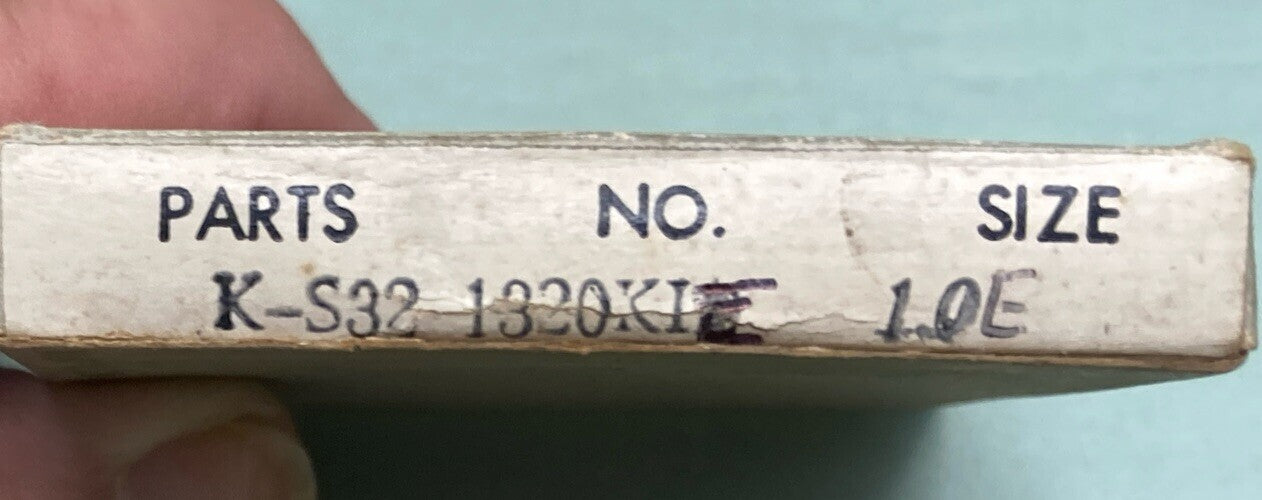 PARTS NO. SIZE
K-S32 1320KIE 1.0E